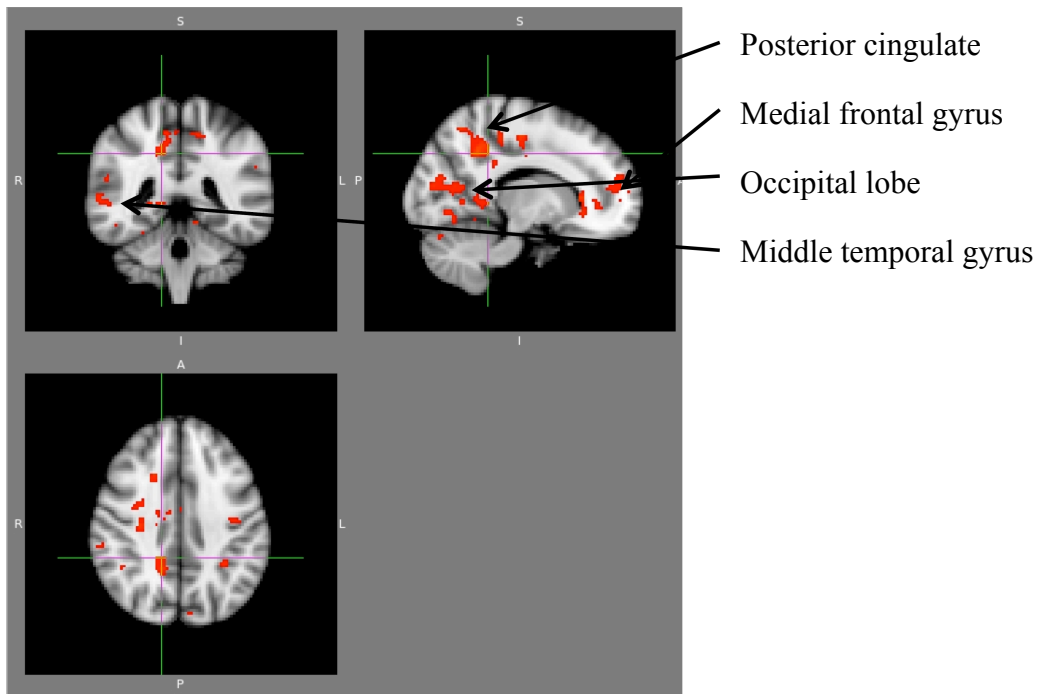 S
S
Posterior cingulate
Medial frontal gyrus
R
L
P
Occipital lobe
Middle temporal gyrus
I
I
A
R
L
P